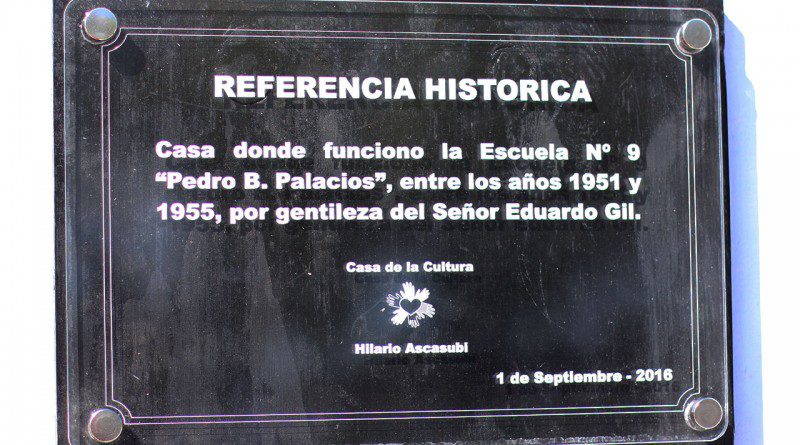 REFERENCIA HISTORICA
Casa donde funciono la Escuela Nº 9
“Pedro B. Palacios”, entre los años 1951 y
1955, por gentileza del Señor Eduardo Gil.
Casa de la Cultura
Hilario Ascasubi
1 de Septiembre - 2016